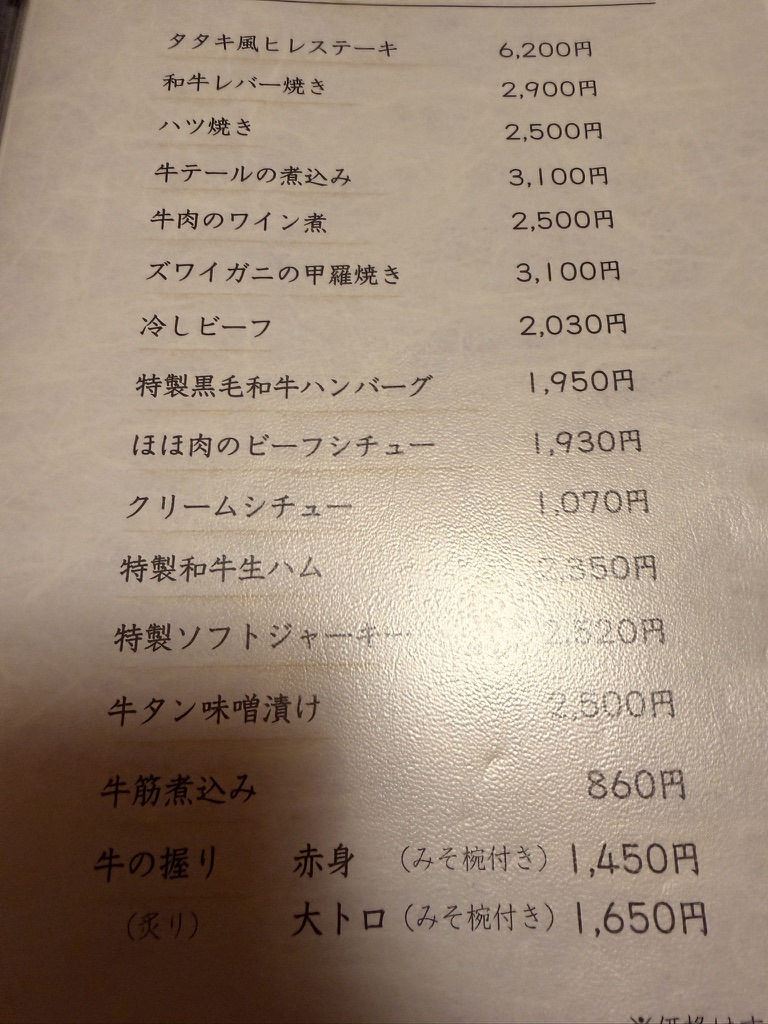 タタキ風ヒレステーキ 6,200円
和牛レバー焼き 2,900円
ハツ焼き 2,500円
牛テールの煮込み 3,100円
牛肉のワイン煮 2,500円
ズワイガニの甲羅焼き 3,100円
冷しビーフ 2,030円
特製黒毛和牛ハンバーグ 1,950円
ほほ肉のビーフシチュー 1,930円
クリームシチュー 1,070円
特製和牛生ハム 2,350円
特製ソフトジャーキー 2,520円
牛タン味噌漬け 2,500円
牛筋煮込み 860円
牛の握り 赤身 (みそ椀付き) 1,450円
(炙り) 大トロ (みそ椀付き) 1,650円